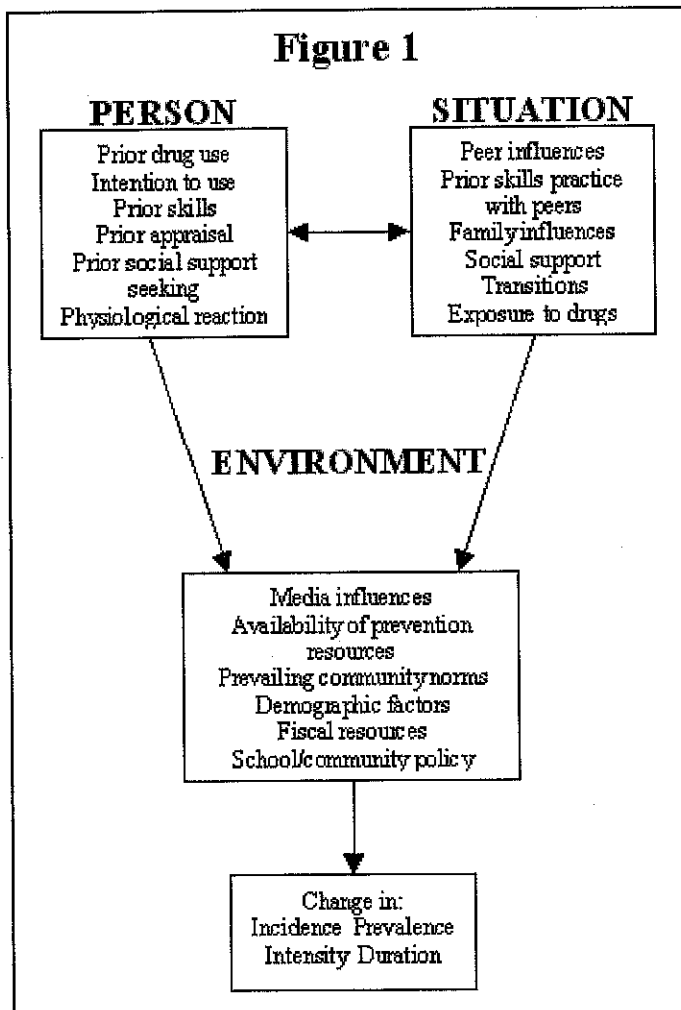 Figure 1
PERSON
Prior drug use
Intention to use
Prior skills
Prior appraisal
Prior social support
seeking
Physiological reaction
SITUATION
Peer influences
Prior skills practice
with peers
Family influences
Social support
Transitions
Exposure to drugs
ENVIRONMENT
Media influences
Availability of prevention
resources
Prevailing community norms
Demographic factors
Fiscal resources
School/community policy
Change in:
Incidence Prevalence
Intensity Duration